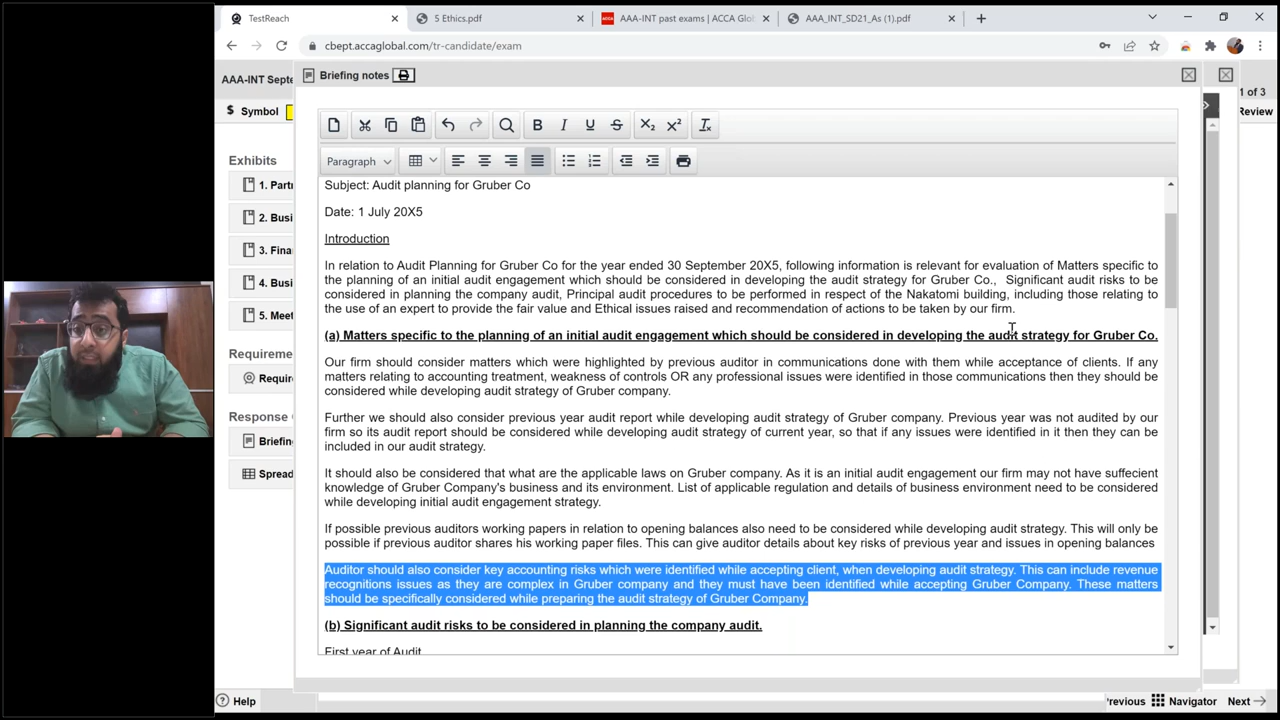 TestReach
5 Ethics.pdf
AAA-INT past exams | ACCA Glo
AAA_INT_SD21_As (1).pdf
cbept.accaglobal.com/tr-candidate/exam
AAA-INT Septe
Briefing notes
1 of 3
$ Symbol
Review
Paragraph
Exhibits
1. Partn
2. Busi
3. Finan
4. Busi
5. Meet
Requireme
Require
Response O
Briefin
Spread
Subject: Audit planning for Gruber Co
Date: 1 July 20X5
Introduction
In relation to Audit Planning for Gruber Co for the year ended 30 September 20X5, following information is relevant for evaluation of Matters specific to
the planning of an initial audit engagement which should be considered in developing the audit strategy for Gruber Co., Significant audit risks to be
considered in planning the company audit, Principal audit procedures to be performed in respect of the Nakatomi building, including those relating to
the use of an expert to provide the fair value and Ethical issues raised and recommendation of actions to be taken by our firm.
(a) Matters specific to the planning of an initial audit engagement which should be considered in developing the audit strategy for Gruber Co.
Our firm should consider matters which were highlighted by previous auditor in communications done with them while acceptance of clients. If any
matters relating to accounting treatment, weakness of controls OR any professional issues were identified in those communications then they should be
considered while developing audit strategy of Gruber company.
Further we should also consider previous year audit report while developing audit strategy of Gruber company. Previous year was not audited by our
firm so its audit report should be considered while developing audit strategy of current year, so that if any issues were identified in it then they can be
included in our audit strategy.
It should also be considered that what are the applicable laws on Gruber company. As it is an initial audit engagement our firm may not have suffecient
knowledge of Gruber Company's business and its environment. List of applicable regulation and details of business environment need to be considered
while developing initial audit engagement strategy.
If possible previous auditors working papers in relation to opening balances also need to be considered while developing audit strategy. This will only be
possible if previous auditor shares his working paper files. This can give auditor details about key risks of previous year and issues in opening balances
Auditor should also consider key accounting risks which were identified while accepting client, when developing audit strategy. This can include revenue
recognitions issues as they are complex in Gruber company and they must have been identified while accepting Gruber Company. These matters
should be specifically considered while preparing the audit strategy of Gruber Company.
(b) Significant audit risks to be considered in planning the company audit.
First year of Audit
Help
revious
Navigator
Next